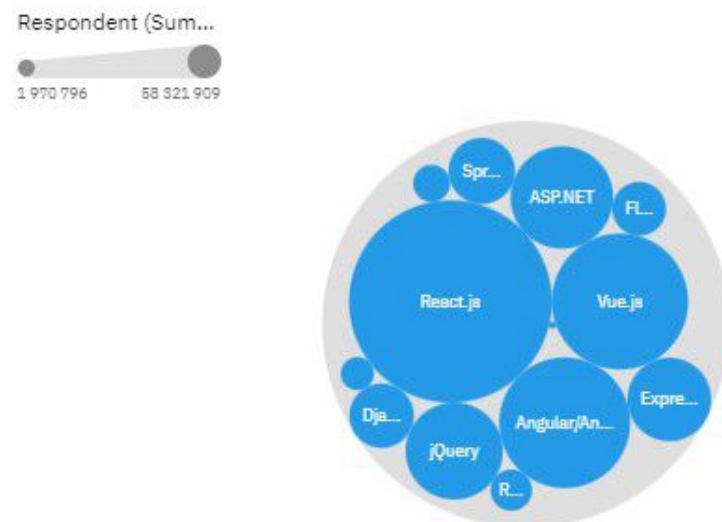 Respondent (Sum...
1 970 796 58 321 909
Spr...
ASP.NET
Fl...
React.js
Vue.js
Expre...
Dja...
Angular/An...
jQuery
R...